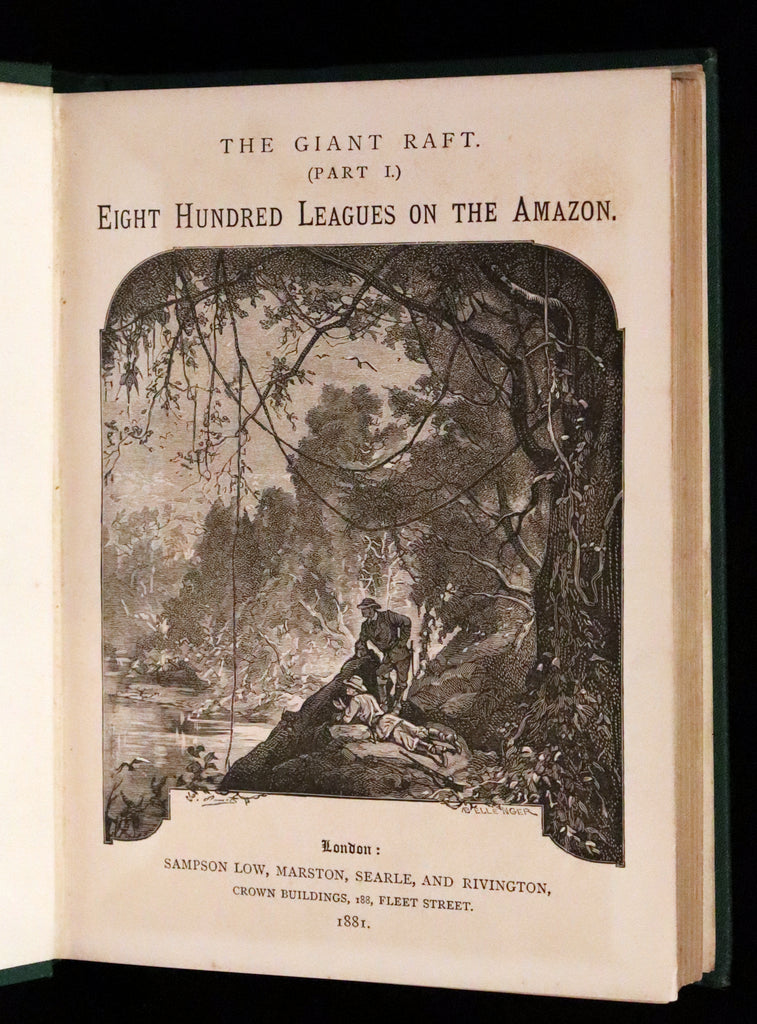 THE GIANT RAFT.
(PART I.)
EIGHT HUNDRED LEAGUES ON THE AMAZON.
London:
SAMPSON LOW, MARSTON, SEARLE, AND RIVINGTON,
CROWN BUILDINGS, 188, FLEET STREET.
1881.